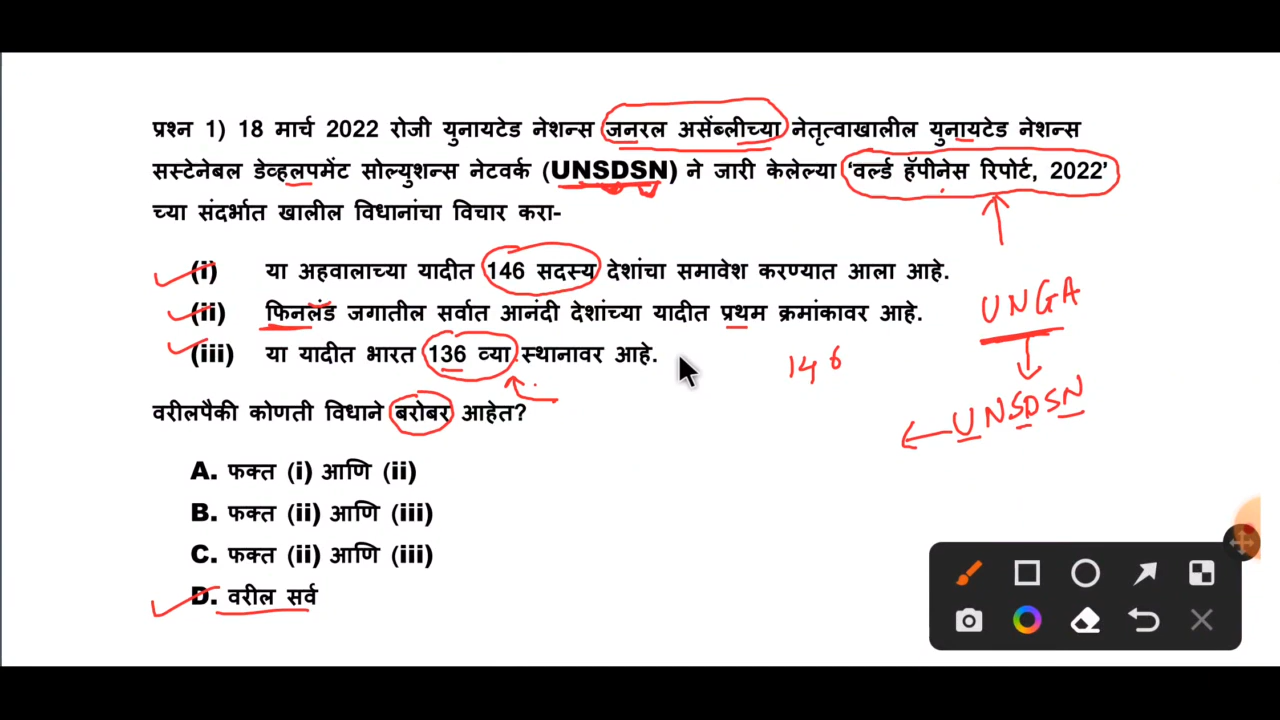 प्रश्न 1) 18 मार्च 2022 रोजी युनायटेड नेशन्स जनरल असेंब्लीच्या नेतृत्वाखालील युनायटेड नेशन्स
सस्टेनेबल डेव्हलपमेंट सोल्युशन्स नेटवर्क (UNSDSN) ने जारी केलेल्या ‘वर्ल्ड हॅपीनेस रिपोर्ट, 2022’
च्या संदर्भात खालील विधानांचा विचार करा-
(i) या अहवालाच्या यादीत 146 सदस्य देशांचा समावेश करण्यात आला आहे.
(ii) फिनलंड जगातील सर्वात आनंदी देशांच्या यादीत प्रथम क्रमांकावर आहे.
UNGA
(iii) या यादीत भारत 136 व्या स्थानावर आहे.
146
वरीलपैकी कोणती विधाने बरोबर आहेत?
UNSDSN
A. फक्त (i) आणि (ii)
B. फक्त (ii) आणि (iii)
C. फक्त (ii) आणि (iii)
D. वरील सर्व